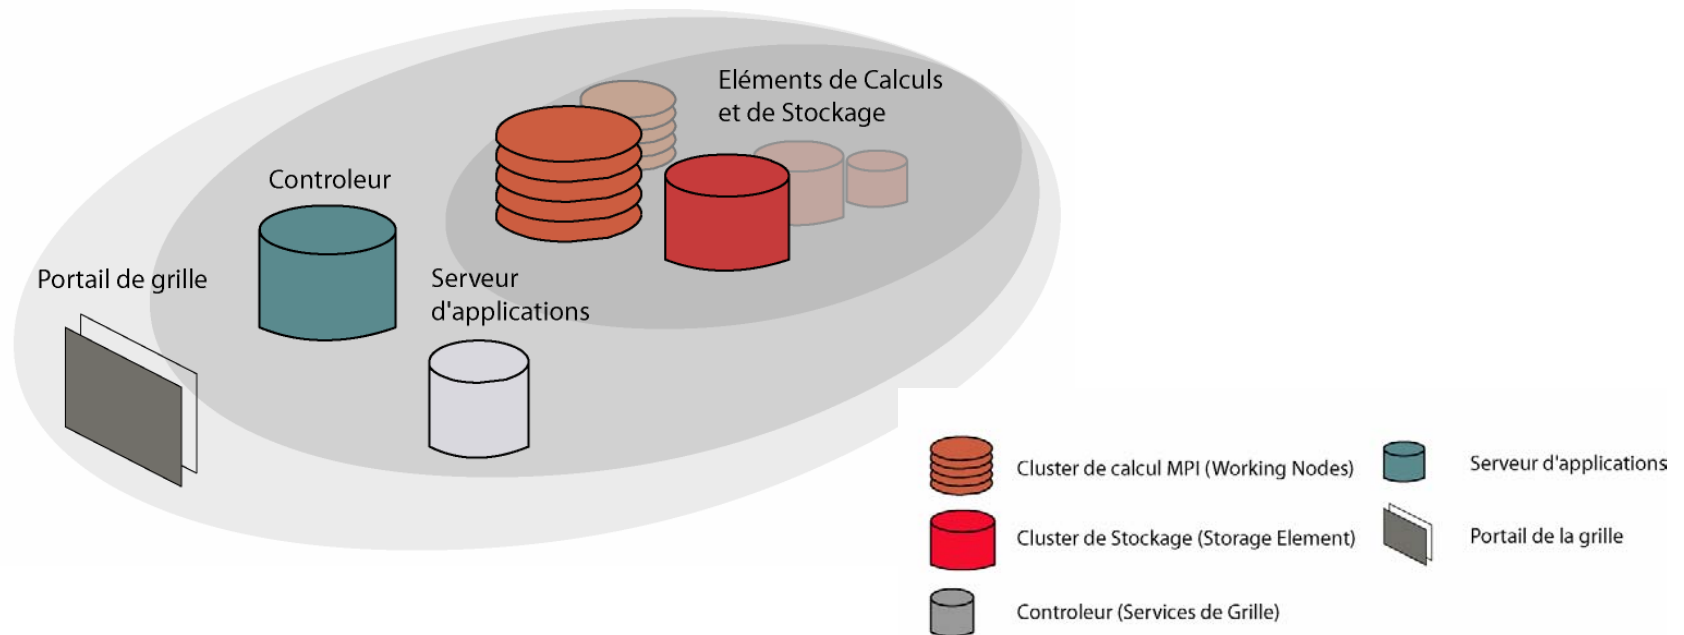 Eléments de Calculs
et de Stockage
Controleur
Portail de grille
Serveur
d'applications
Cluster de calcul MPI (Working Nodes)
Serveur d'applications
Cluster de Stockage (Storage Element)
Portail de la grille
Controleur (Services de Grille)